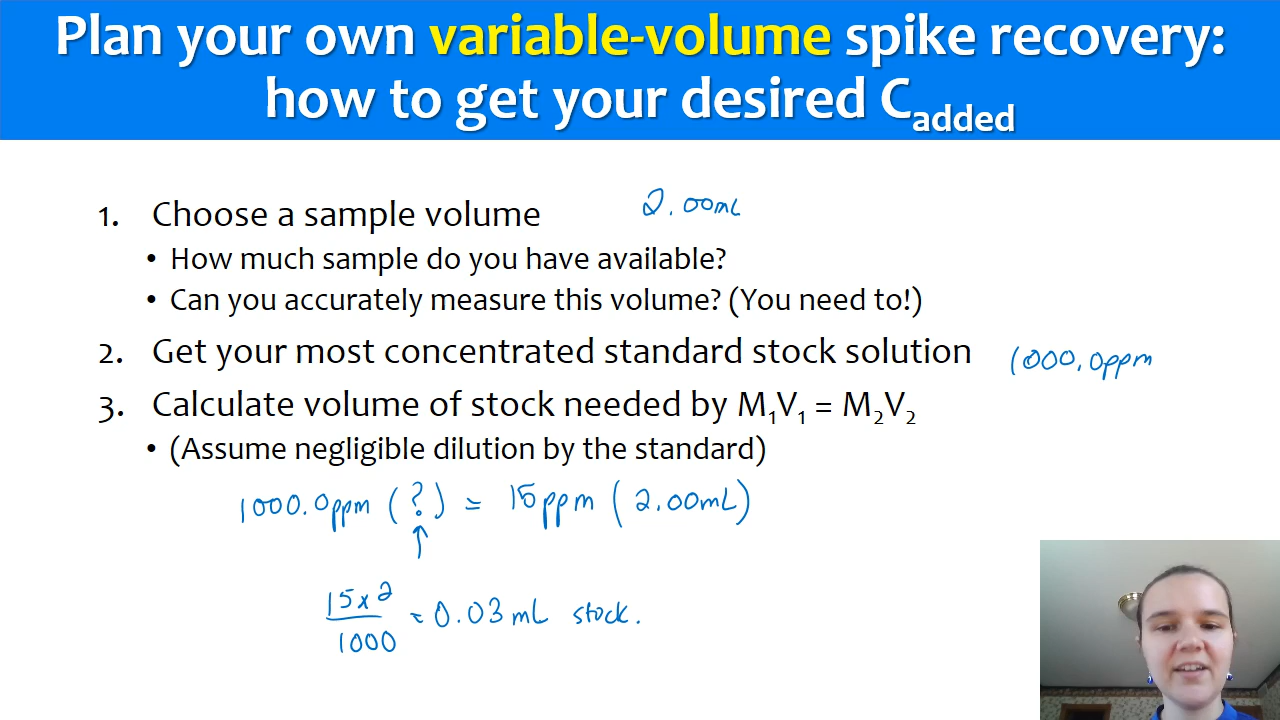 Plan your own variable-volume spike recovery:
how to get your desired Cadded
1. Choose a sample volume 2.00mL
• How much sample do you have available?
• Can you accurately measure this volume? (You need to!)
2. Get your most concentrated standard stock solution 1000.0ppm
3. Calculate volume of stock needed by M₁V₁ = M₂V₂
• (Assume negligible dilution by the standard)
1000.0ppm (?) = 15ppm (2.00mL)
↑
15x2
1000
= 0.03mL stock.